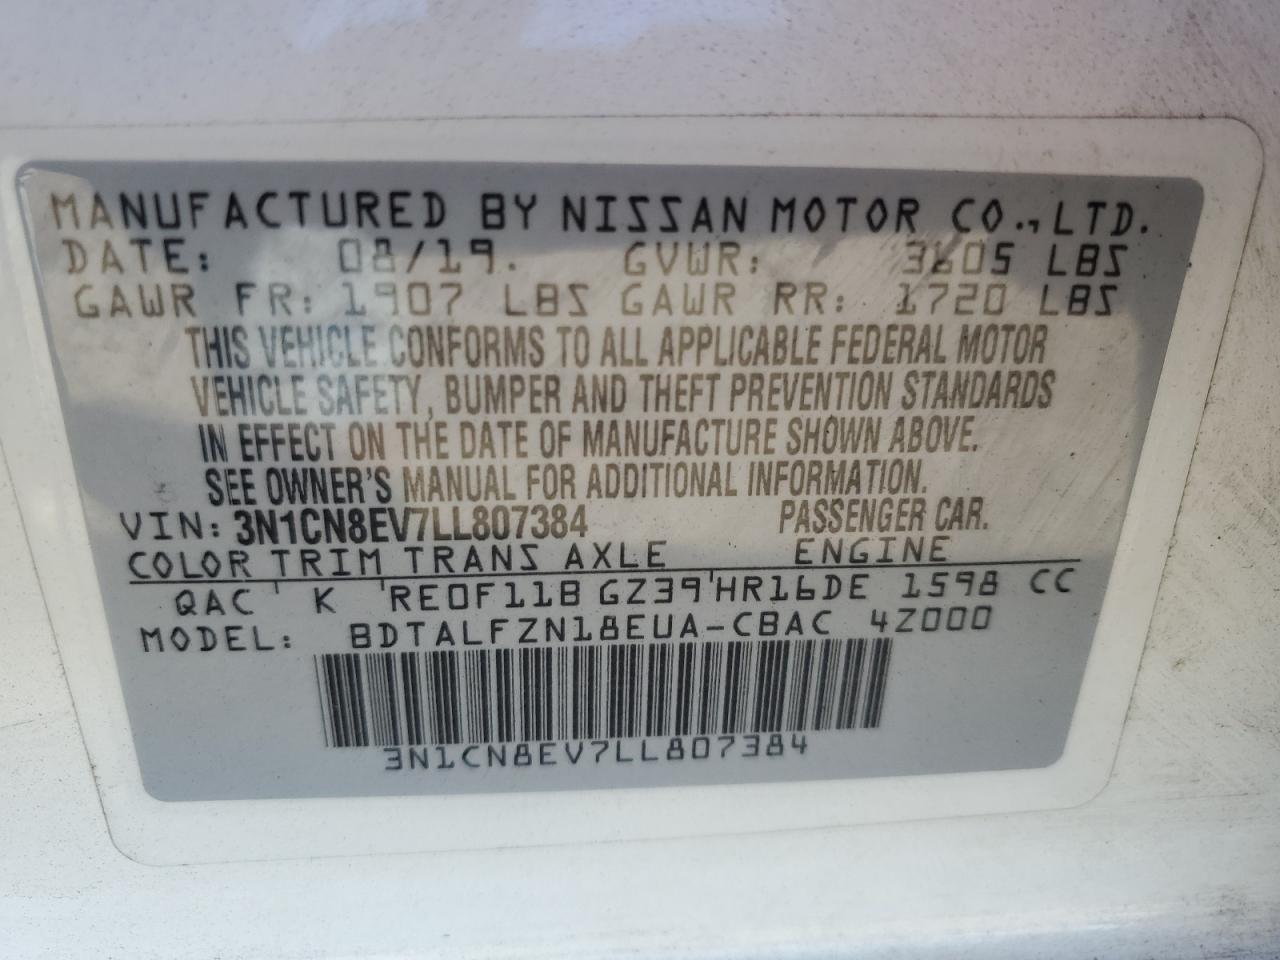 MANUFACTURED BY NISSAN MOTOR CO., LTD.
DATE: 08/19. GVWR: 3605 LBS
GAWR FR: 1907 LBS GAWR RR: 1720 LBS
THIS VEHICLE CONFORMS TO ALL APPLICABLE FEDERAL MOTOR
VEHICLE SAFETY, BUMPER AND THEFT PREVENTION STANDARDS
IN EFFECT ON THE DATE OF MANUFACTURE SHOWN ABOVE.
SEE OWNER'S MANUAL FOR ADDITIONAL INFORMATION.
VIN: 3N1CN8EV7LL807384 PASSENGER CAR.
COLOR TRIM TRANS AXLE ENGINE
QAC K RE0F11B GZ39 HR16DE 1598 CC
MODEL: BDTALFZN18EUA-CBAC 4Z000
3N1CN8EV7LL807384